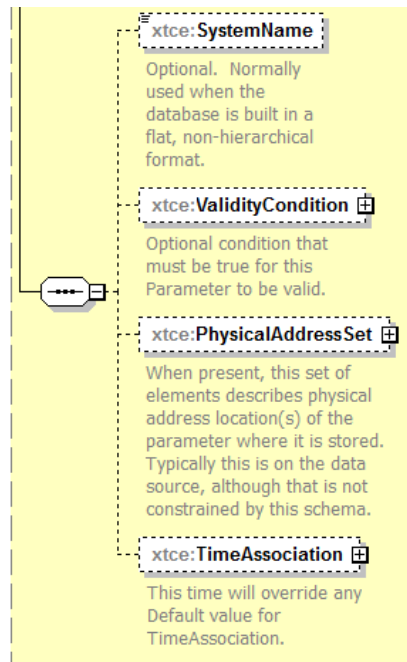 xtce:SystemName
Optional. Normally
used when the
database is built in a
flat, non-hierarchical
format.
xtce:ValidityCondition
Optional condition that
must be true for this
Parameter to be valid.
xtce:PhysicalAddressSet
When present, this set of
elements describes physical
address location(s) of the
parameter where it is stored.
Typically this is on the data
source, although that is not
constrained by this schema.
xtce:TimeAssociation
This time will override any
Default value for
TimeAssociation.